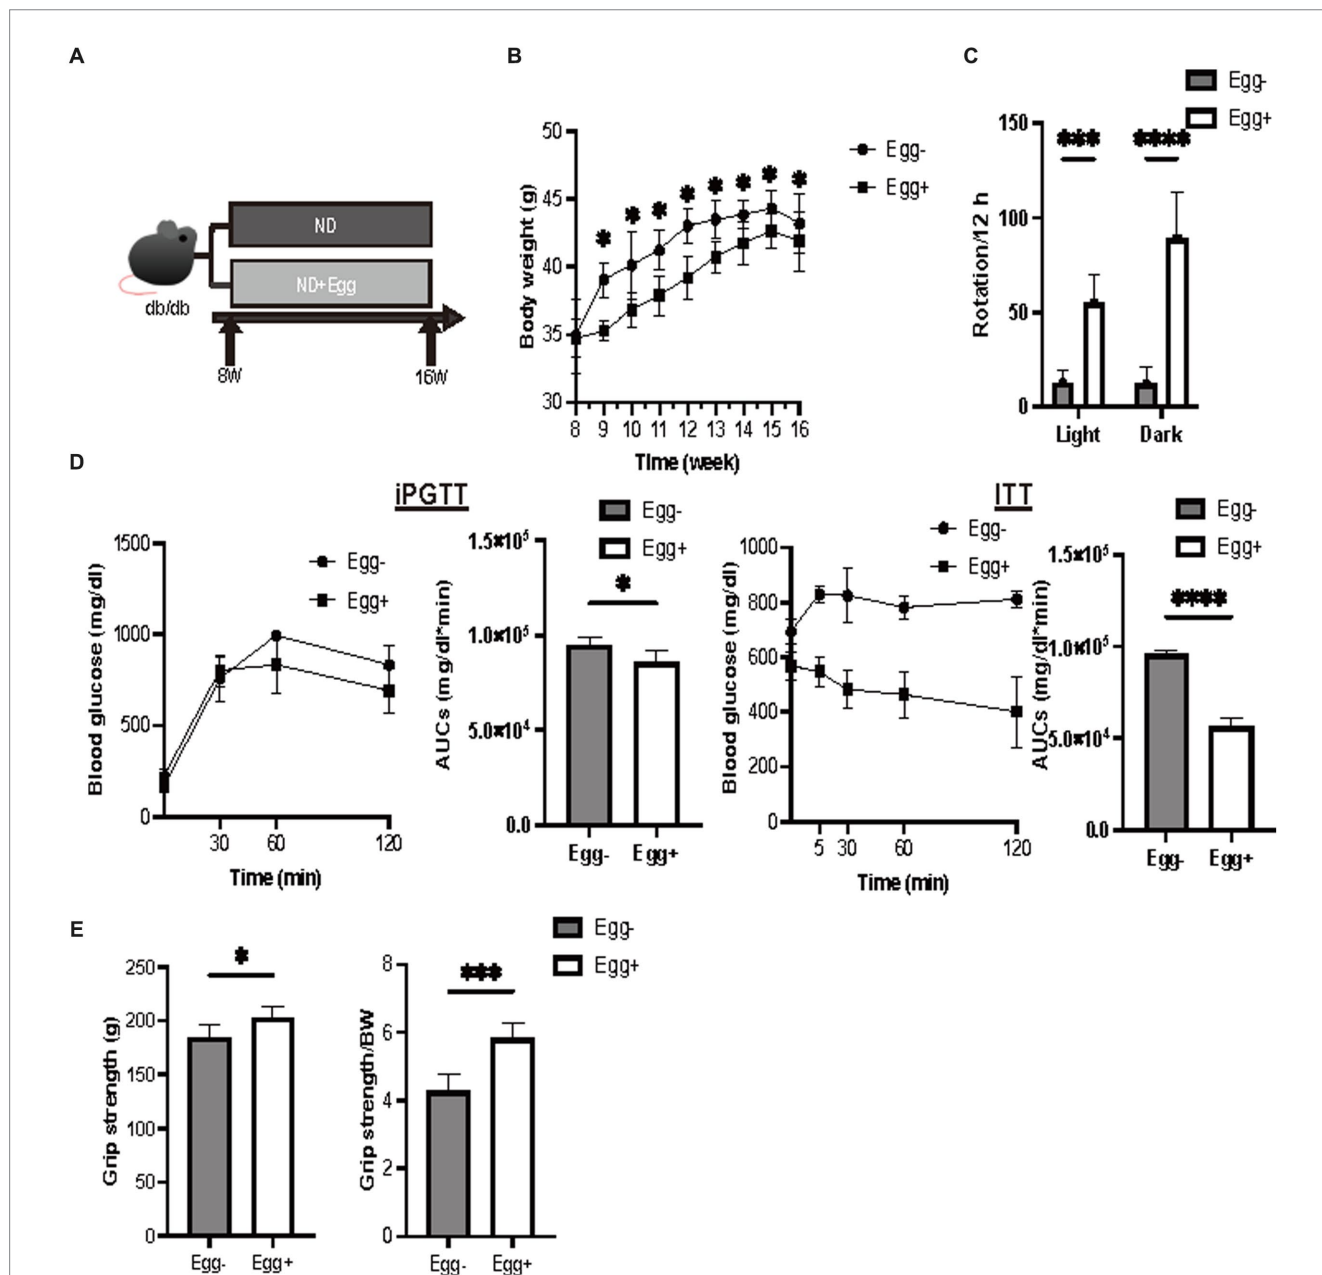 A
ND
ND+Egg
db/db
8W
16W
B
Body weight (g)
50
45
40
35
30
8 9 10 11 12 13 14 15 16
Time (week)
Egg-
Egg+
✱ ✱ ✱ ✱ ✱ ✱ ✱ ✱
C
Egg-
Egg+
Rotation/12 h
150
100
50
0
✱✱✱ ✱✱✱✱
Light Dark
D
iPGTT
Blood glucose (mg/dl)
1500
1000
500
0
30 60 120
Time (min)
Egg-
Egg+
AUCs (mg/dl*min)
1.5×10⁵
1.0×10⁵
5.0×10⁴
0.0
Egg-
Egg+
✱
Egg- Egg+
ITT
Blood glucose (mg/dl)
1000
800
600
400
200
0
5 30 60 120
Time (min)
Egg-
Egg+
AUCs (mg/dl*min)
1.5×10⁵
1.0×10⁵
5.0×10⁴
0.0
Egg-
Egg+
✱✱✱✱
Egg- Egg+
E
Grip strength (g)
250
200
150
100
50
0
✱
Egg- Egg+
Grip strength/BW
8
6
4
2
0
✱✱✱
Egg- Egg+
Egg-
Egg+